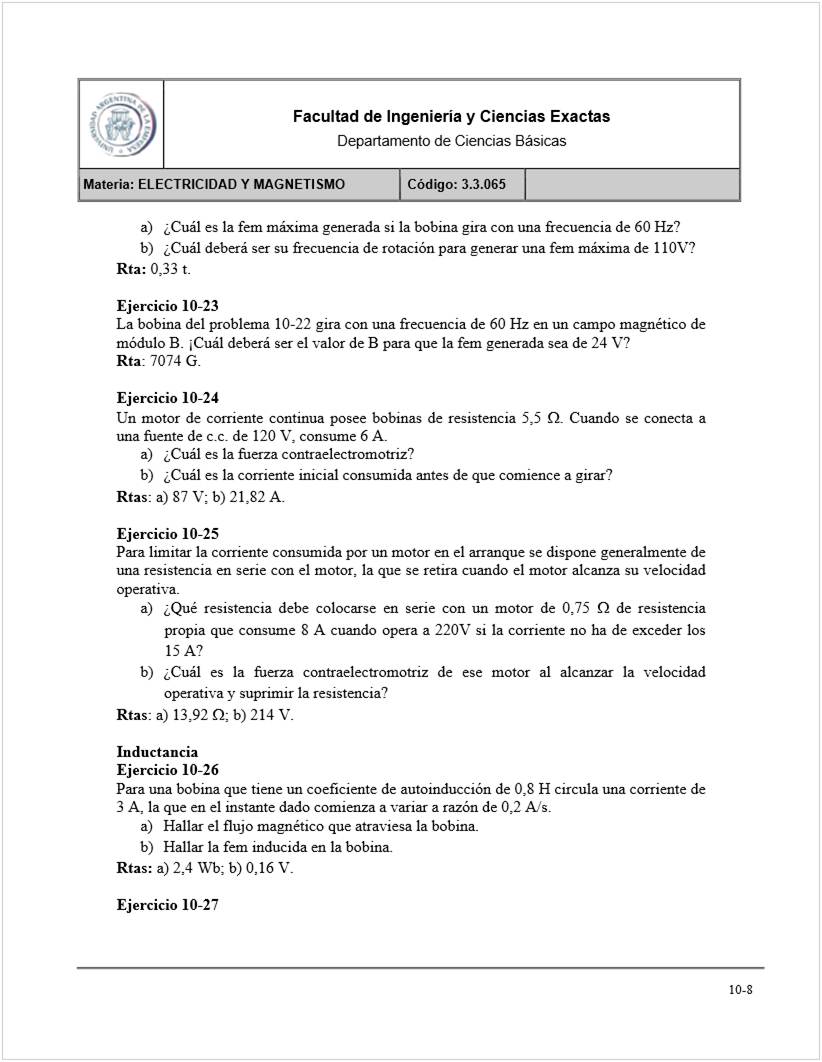 UNIVERSIDAD ARGENTINA DE LA EMPRESA
Facultad de Ingeniería y Ciencias Exactas
Departamento de Ciencias Básicas
Materia: ELECTRICIDAD Y MAGNETISMO Código: 3.3.065
a) ¿Cuál es la fem máxima generada si la bobina gira con una frecuencia de 60 Hz?
b) ¿Cuál deberá ser su frecuencia de rotación para generar una fem máxima de 110V?
Rta: 0,33 t.
Ejercicio 10-23
La bobina del problema 10-22 gira con una frecuencia de 60 Hz en un campo magnético de
módulo B. ¡Cuál deberá ser el valor de B para que la fem generada sea de 24 V?
Rta: 7074 G.
Ejercicio 10-24
Un motor de corriente continua posee bobinas de resistencia 5,5 Ω. Cuando se conecta a
una fuente de c.c. de 120 V, consume 6 A.
a) ¿Cuál es la fuerza contraelectromotriz?
b) ¿Cuál es la corriente inicial consumida antes de que comience a girar?
Rtas: a) 87 V; b) 21,82 A.
Ejercicio 10-25
Para limitar la corriente consumida por un motor en el arranque se dispone generalmente de
una resistencia en serie con el motor, la que se retira cuando el motor alcanza su velocidad
operativa.
a) ¿Qué resistencia debe colocarse en serie con un motor de 0,75 Ω de resistencia
propia que consume 8 A cuando opera a 220V si la corriente no ha de exceder los
15 A?
b) ¿Cuál es la fuerza contraelectromotriz de ese motor al alcanzar la velocidad
operativa y suprimir la resistencia?
Rtas: a) 13,92 Ω; b) 214 V.
Inductancia
Ejercicio 10-26
Para una bobina que tiene un coeficiente de autoinducción de 0,8 H circula una corriente de
3 A, la que en el instante dado comienza a variar a razón de 0,2 A/s.
a) Hallar el flujo magnético que atraviesa la bobina.
b) Hallar la fem inducida en la bobina.
Rtas: a) 2,4 Wb; b) 0,16 V.
Ejercicio 10-27
10-8